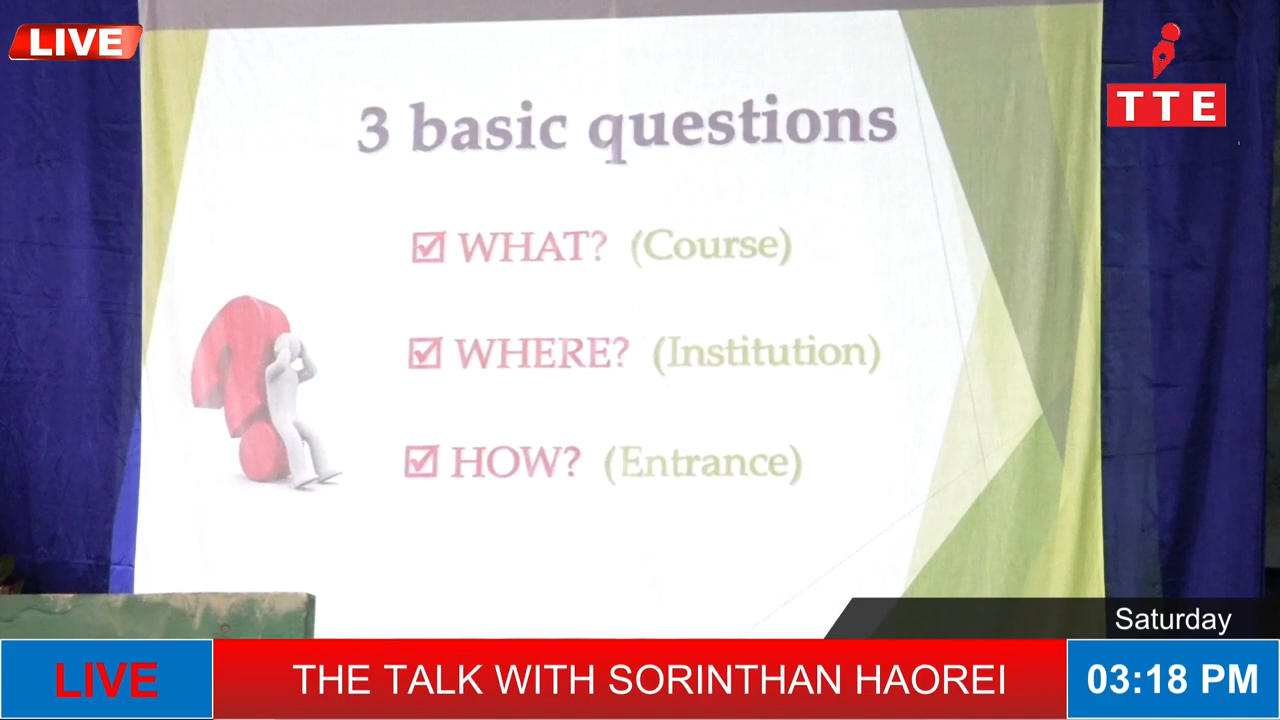 LIVE
TTE
3 basic questions
WHAT? (Course)
WHERE? (Institution)
HOW? (Entrance)
Saturday
LIVE
THE TALK WITH SORINTHAN HAOREI
03:18 PM